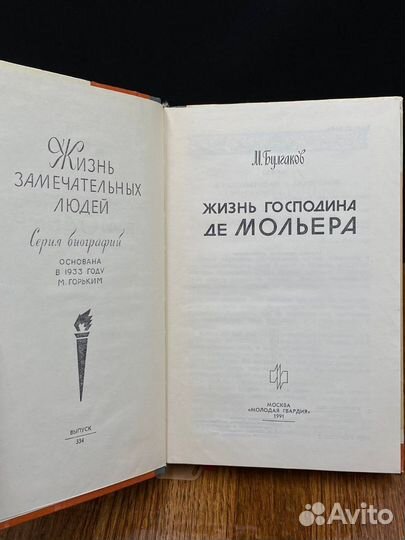 Жизнь
ЗАМЕЧАТЕЛЬНЫХ
ЛЮДЕЙ
Серия биографий
ОСНОВАНА
В 1933 ГОДУ
М. ГОРЬКИМ
ВЫПУСК
334
М. Булгаков
ЖИЗНЬ ГОСПОДИНА
ДЕ МОЛЬЕРА
МОСКВА
«МОЛОДАЯ ГВАРДИЯ»
1991
Avito